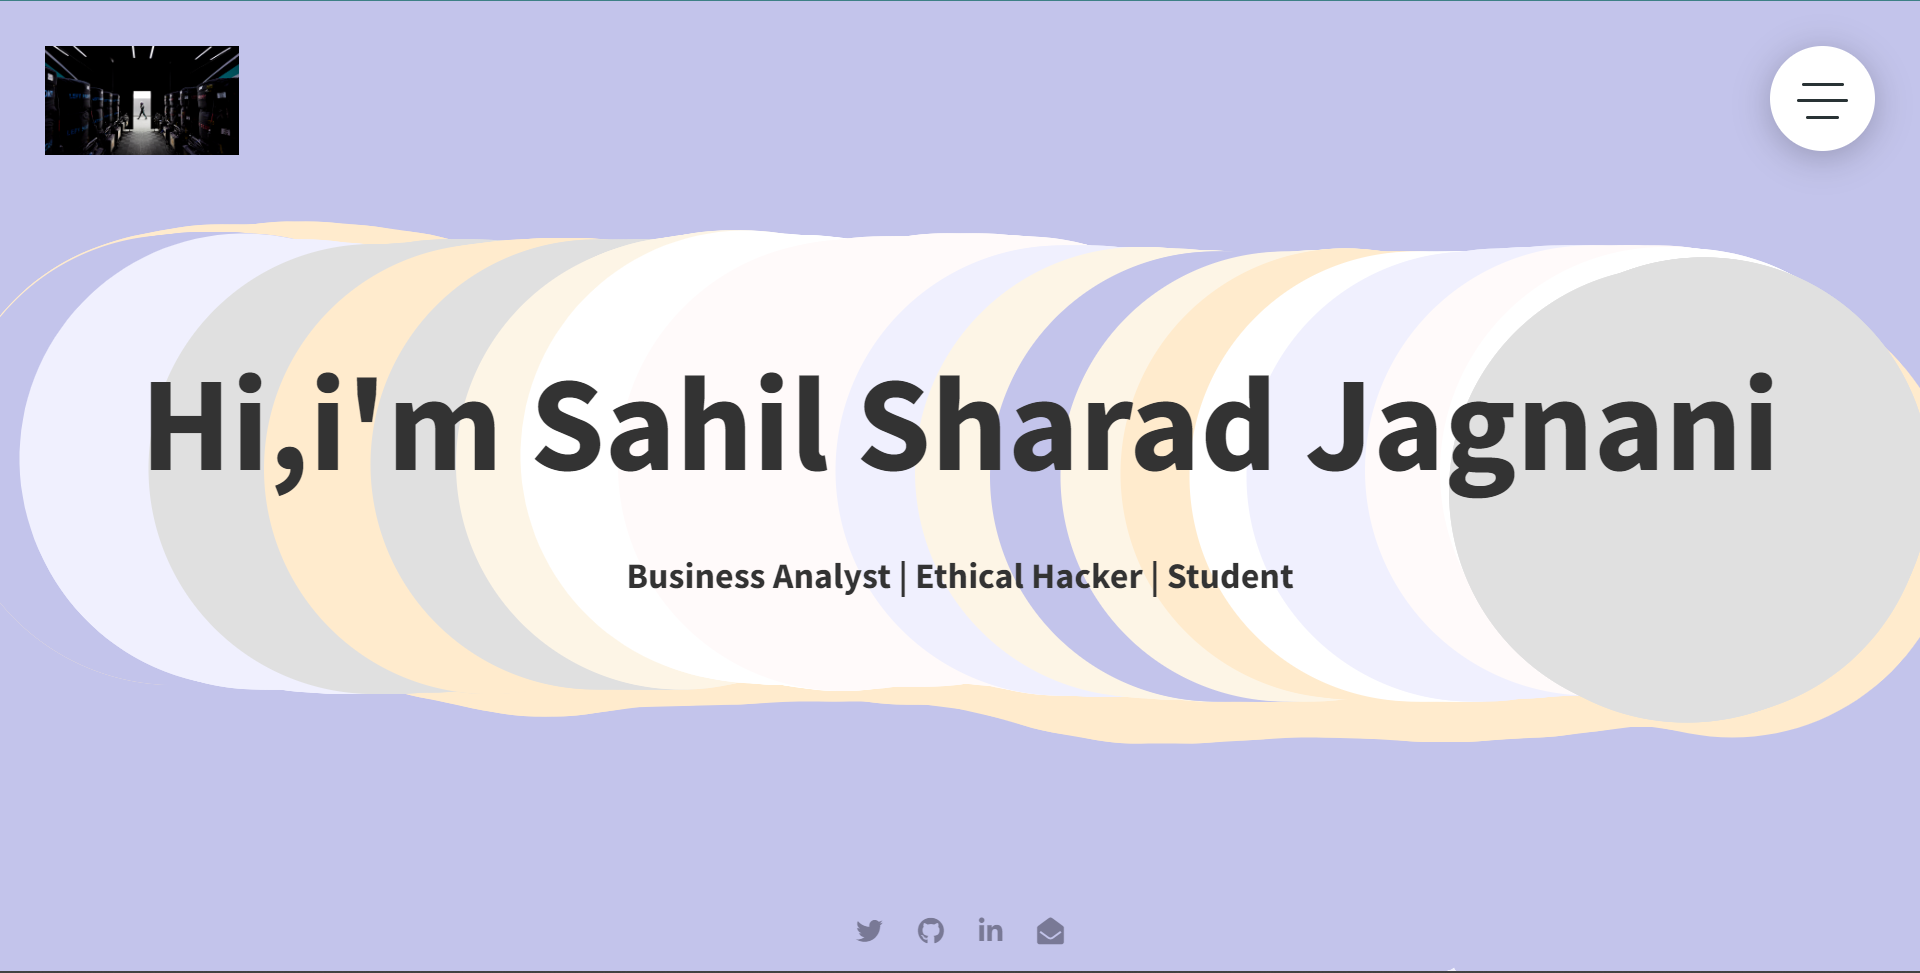 Hi,i'm Sahil Sharad Jagnani
Business Analyst | Ethical Hacker | Student